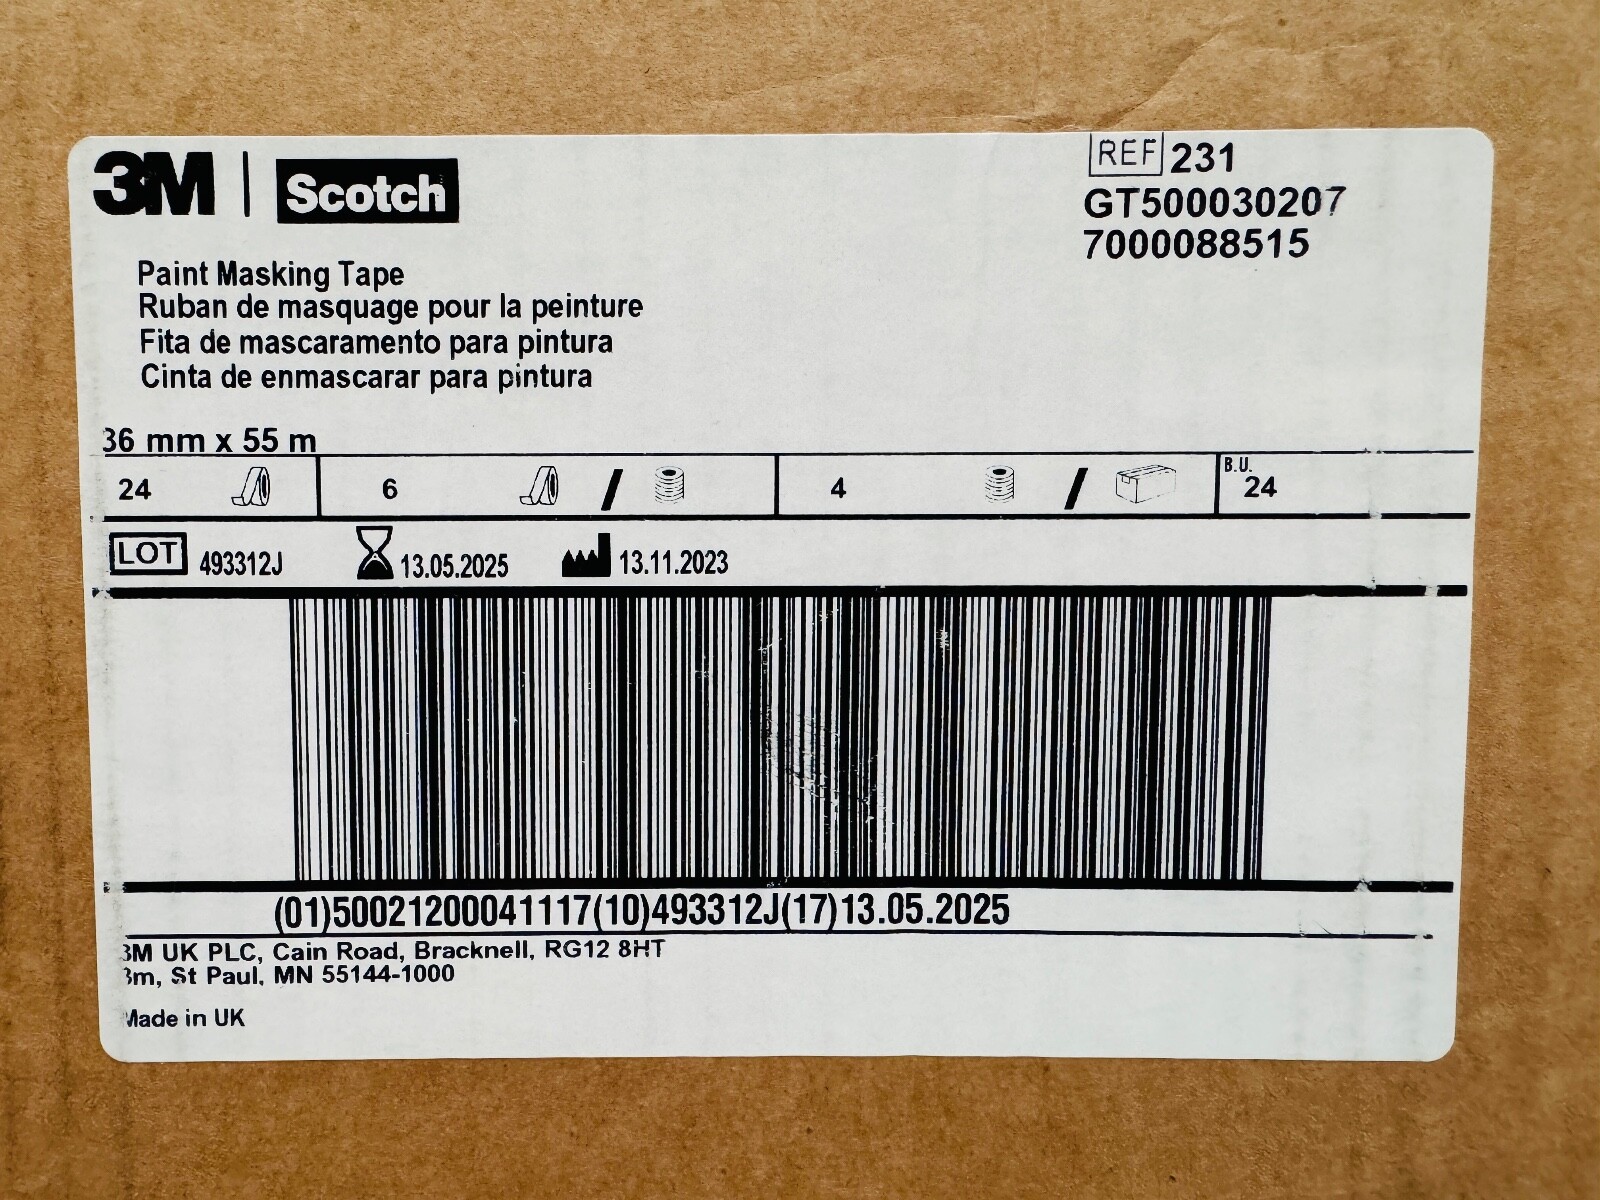 3M | Scotch
REF 231
GT500030207
7000088515
Paint Masking Tape
Ruban de masquage pour la peinture
Fita de mascaramento para pintura
Cinta de enmascarar para pintura
36 mm x 55 m
24 6 / 4 / B.U. 24
LOT 493312J 13.05.2025 13.11.2023
(01)50021200041117(10)493312J(17)13.05.2025
3M UK PLC, Cain Road, Bracknell, RG12 8HT
3m, St Paul, MN 55144-1000
Made in UK